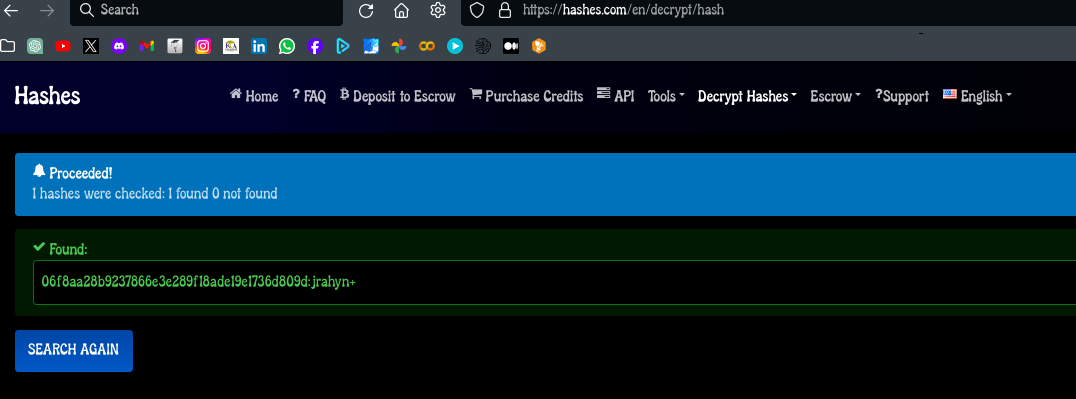 Search
https://hashes.com/en/decrypt/hash
Hashes Home ? FAQ Deposit to Escrow Purchase Credits API Tools Decrypt Hashes Escrow ?Support English
Proceeded!
1 hashes were checked: 1 found 0 not found
Found:
06f8aa28b9237866e3e289f18ade19e1736d809d:jrahyn+
SEARCH AGAIN